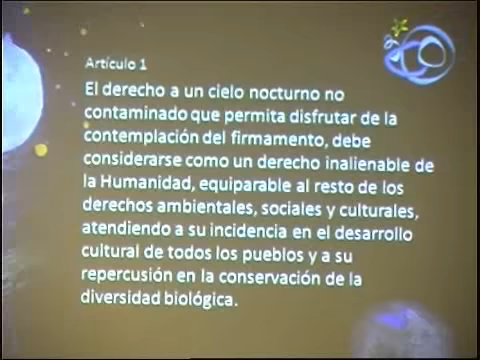 Artículo 1
El derecho a un cielo nocturno no
contaminado que permita disfrutar de la
contemplación del firmamento, debe
considerarse como un derecho inalienable de
la Humanidad, equiparable al resto de los
derechos ambientales, sociales y culturales,
atendiendo a su incidencia en el desarrollo
cultural de todos los pueblos y a su
repercusión en la conservación de la
diversidad biológica.